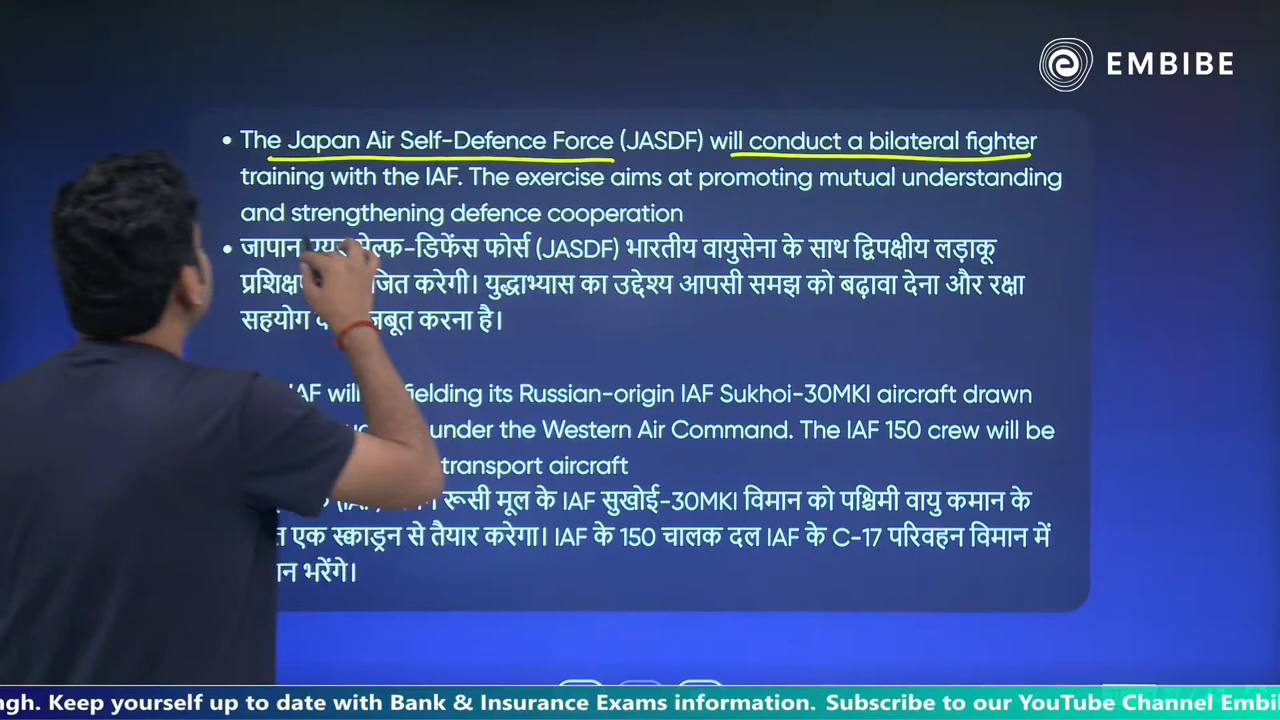 EMBIBE
• The Japan Air Self-Defence Force (JASDF) will conduct a bilateral fighter
training with the IAF. The exercise aims at promoting mutual understanding
and strengthening defence cooperation
• जापान सेल्फ-डिफेंस फोर्स (JASDF) भारतीय वायुसेना के साथ द्विपक्षीय लड़ाकू
करेगी। युद्धाभ्यास का उद्देश्य आपसी समझ को बढ़ावा देना और रक्षा
सहयोग करना है।
IAF will fielding its Russian-origin IAF Sukhoi-30MKI aircraft drawn
under the Western Air Command. The IAF 150 crew will be
transport aircraft
रूसी मूल के IAF सुखोई-30MKI विमान को पश्चिमी वायु कमान के
एक स्क्वाड्रन से तैयार करेगा। IAF के 150 चालक दल IAF के C-17 परिवहन विमान में
भरेंगे।
Keep yourself up to date with Bank & Insurance Exams information. Subscribe to our YouTube Channel